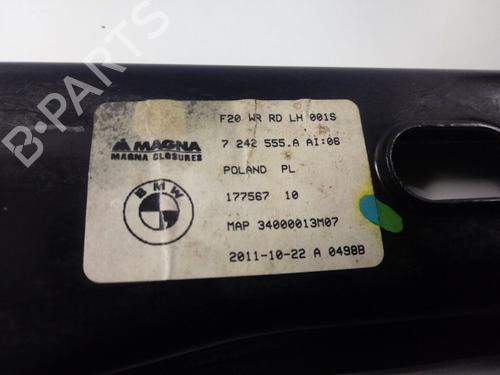 F20 WR RD LH 001S
MAGNA
MAGNA CLOSURES
7 242 555.A AI:06
POLAND PL
BMW
177567 10
MAP 34000013M07
2011-10-22 A 0498B
B-PARTS